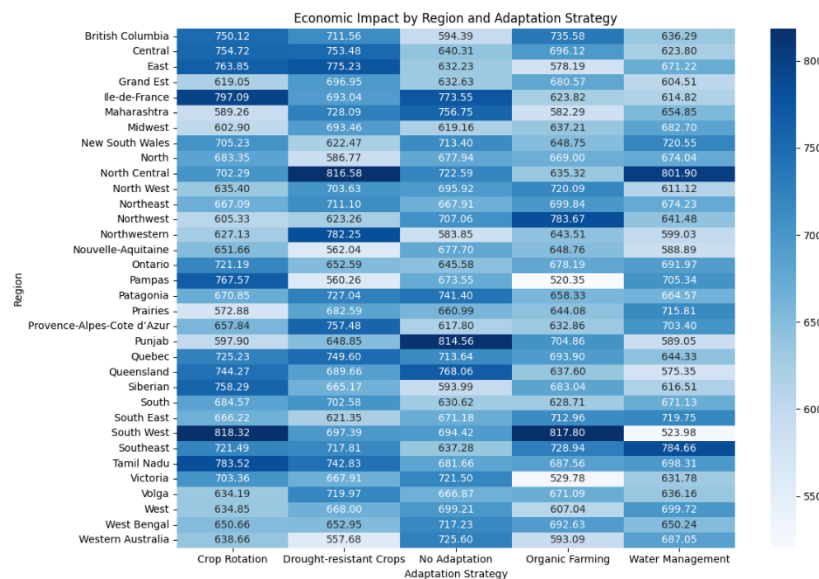 Economic Impact by Region and Adaptation Strategy
British Columbia 750.12 711.56 594.39 735.58 636.29
Central 754.72 753.48 640.31 696.12 623.80
East 763.85 775.23 632.23 578.19 671.22
Grand Est 619.05 696.95 632.63 680.57 604.51
Ile-de-France 797.09 693.04 773.55 623.82 614.82
Maharashtra 589.26 728.09 756.75 582.29 654.85
Midwest 602.90 693.46 619.16 637.21 682.70
New South Wales 705.23 622.47 713.40 648.75 720.55
North 683.35 586.77 677.94 669.00 674.04
North Central 702.29 816.58 722.59 635.32 801.90
North West 635.40 703.63 695.92 720.09 611.12
Northeast 667.09 711.10 667.91 699.84 674.23
Northwest 605.33 623.26 707.06 783.67 641.48
Northwestern 627.13 782.25 583.85 643.51 599.03
Nouvelle-Aquitaine 651.66 562.04 677.70 648.76 588.89
Ontario 721.19 652.59 645.58 678.19 691.97
Pampas 767.57 560.26 673.55 520.35 705.34
Patagonia 670.85 727.04 741.40 658.33 664.57
Prairies 572.88 682.59 660.99 644.08 715.81
Provence-Alpes-Cote d'Azur 657.84 757.48 617.80 632.86 703.40
Punjab 597.90 648.85 814.56 704.86 589.05
Quebec 725.23 749.60 713.64 693.90 644.33
Queensland 744.27 689.66 768.06 637.60 575.35
Siberian 758.29 665.17 593.99 683.04 616.51
South 684.57 702.58 630.62 628.71 671.13
South East 666.22 621.35 671.18 712.96 719.75
South West 818.32 697.39 694.42 817.80 523.98
Southeast 721.49 717.81 637.28 728.94 784.66
Tamil Nadu 783.52 742.83 681.66 687.56 698.31
Victoria 703.36 667.91 721.50 529.78 631.78
Volga 634.19 719.97 666.87 671.09 636.16
West 634.85 668.00 699.21 607.04 699.72
West Bengal 650.66 652.95 717.23 692.63 650.24
Western Australia 638.66 557.68 725.60 593.09 687.05
Crop Rotation Drought-resistant Crops No Adaptation Organic Farming Water Management
Adaptation Strategy
Region
800
750
700
650
600
550